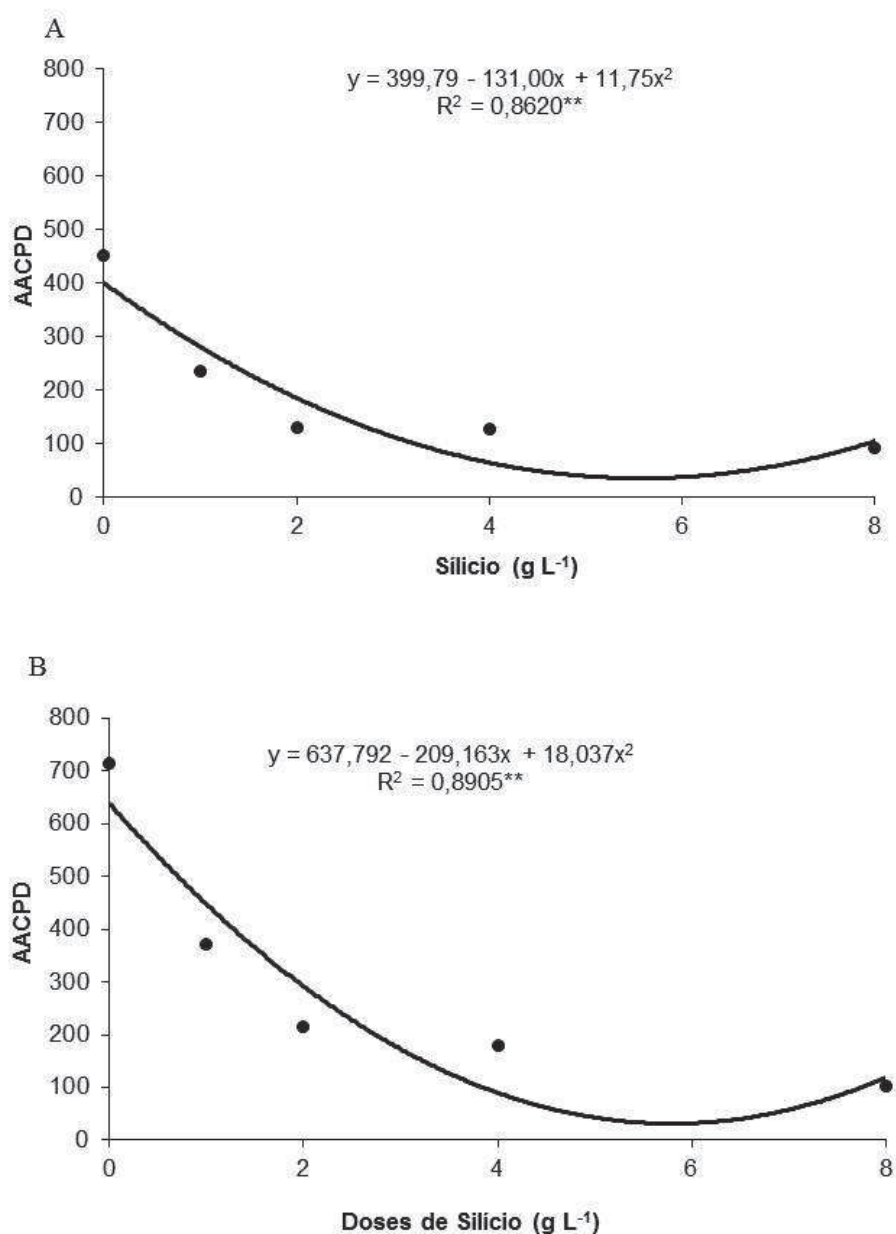 A
y = 399,79 - 131,00x + 11,75x²
R² = 0,8620**
800
700
600
500
400
300
200
100
0
AACPD
0 2 4 6 8
Silício (g L⁻¹)
B
y = 637,792 - 209,163x + 18,037x²
R² = 0,8905**
800
700
600
500
400
300
200
100
0
AACPD
0 2 4 6 8
Doses de Silício (g L⁻¹)